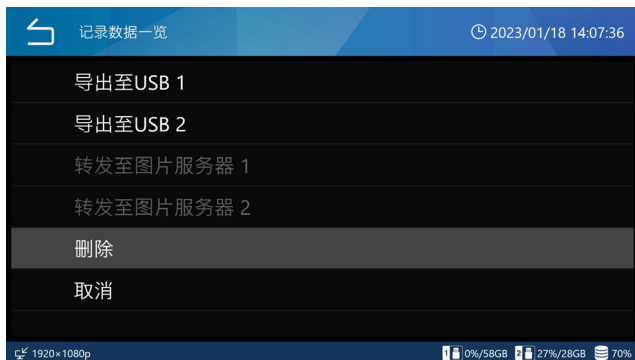 记录数据一览
2023/01/18 14:07:36
导出至USB 1
导出至USB 2
转发至图片服务器 1
转发至图片服务器 2
删除
取消
1920×1080p
1 0%/58GB 2 27%/28GB 70%